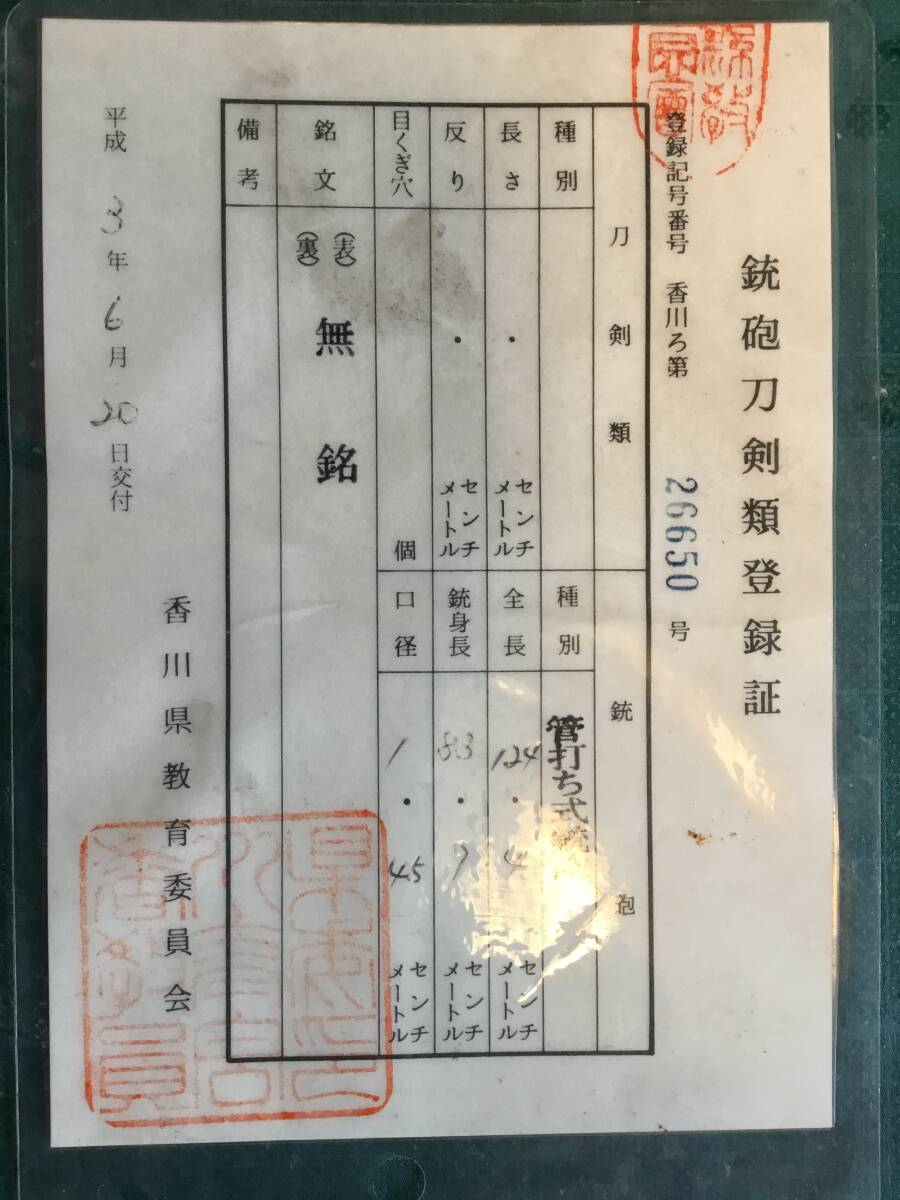 銃砲刀剣類登録証
登録記号番号 香川ろ第 26650 号
刀剣類
種別
長さ ・ センチメートル
反り ・ センチメートル
目くぎ穴 個
銃砲
種別 管打ち式銃
全長 124・4 センチメートル
銃身長 83・9 センチメートル
口径 1・45 センチメートル
銘文 (表) (裏) 無銘
備考
平成 3年 6月 20日交付
香川県教育委員会